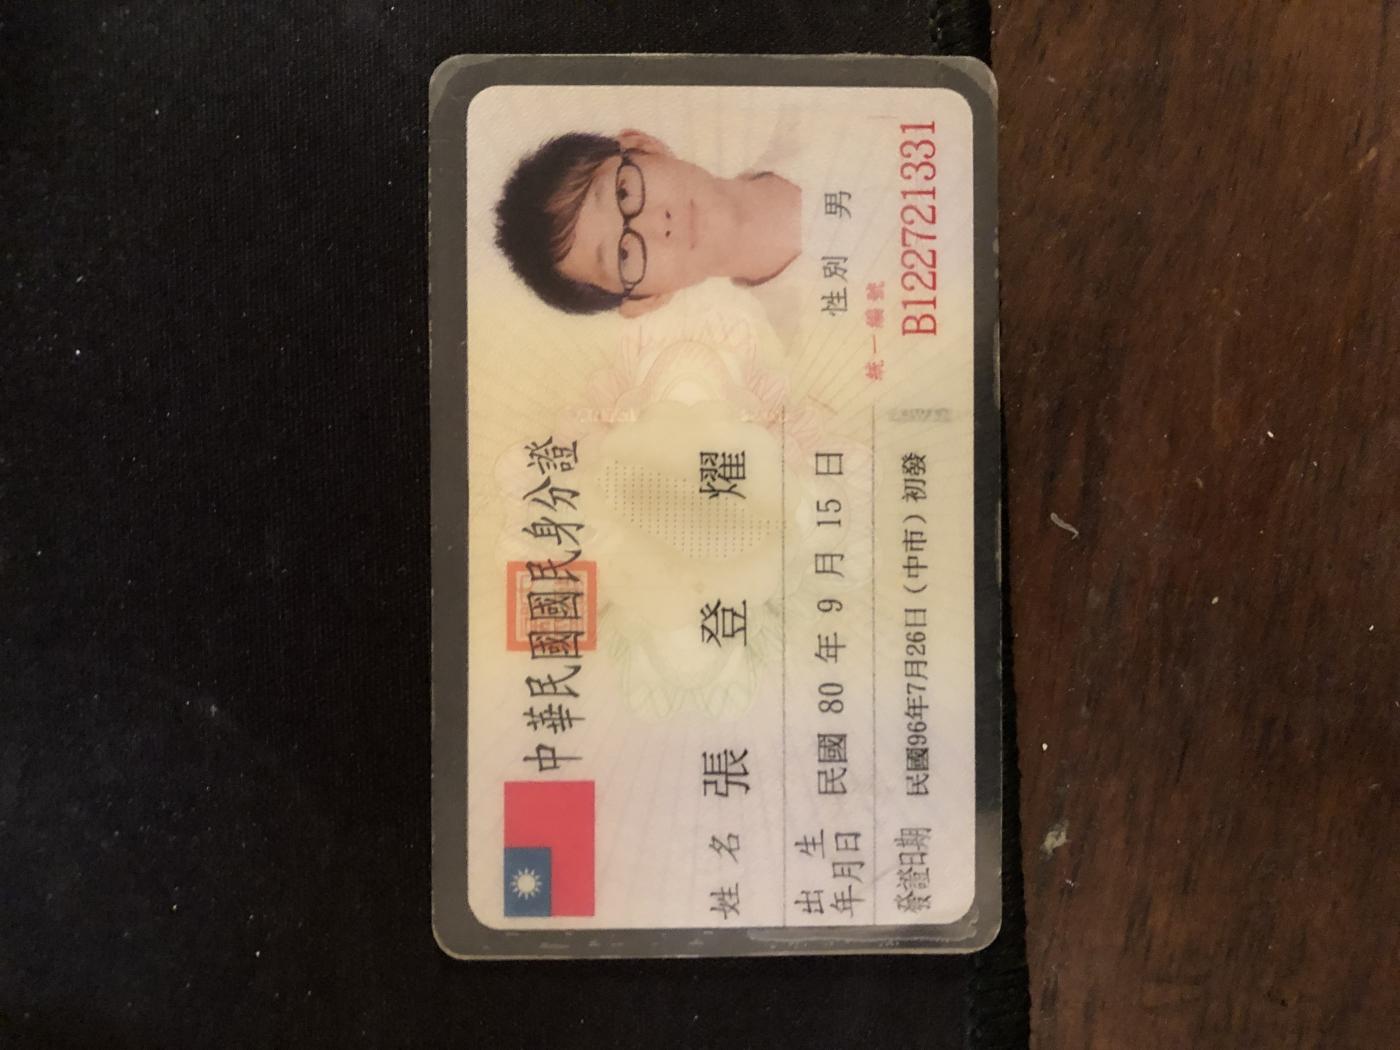 中華民國國民身分證
姓名 張登耀
出生年月日 民國 80 年 9 月 15 日
性別 男
發證日期 民國96年7月26日（中市）初發
統一編號
B122721331